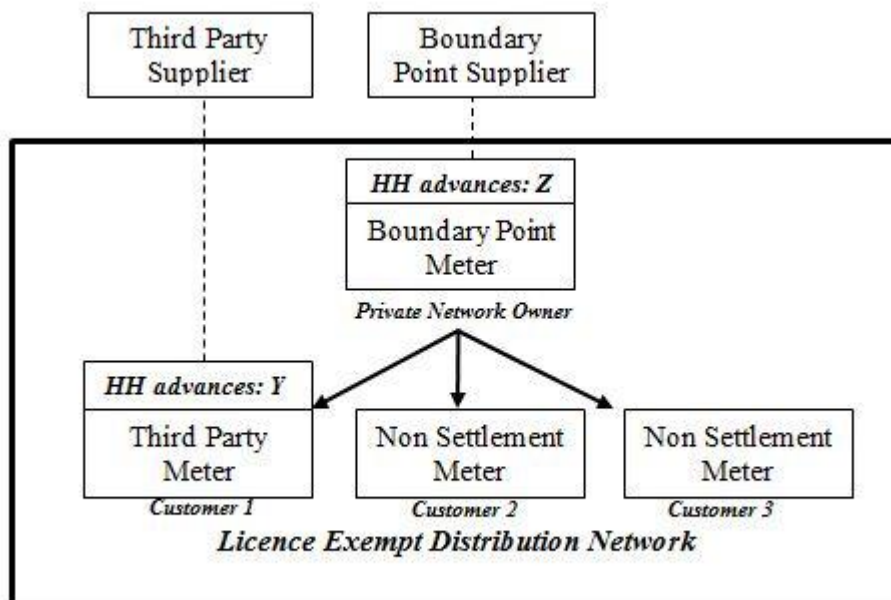 Third Party
Supplier
Boundary
Point Supplier
HH advances: Z
Boundary Point
Meter
Private Network Owner
HH advances: Y
Third Party
Meter
Customer 1
Non Settlement
Meter
Customer 2
Non Settlement
Meter
Customer 3
Licence Exempt Distribution Network